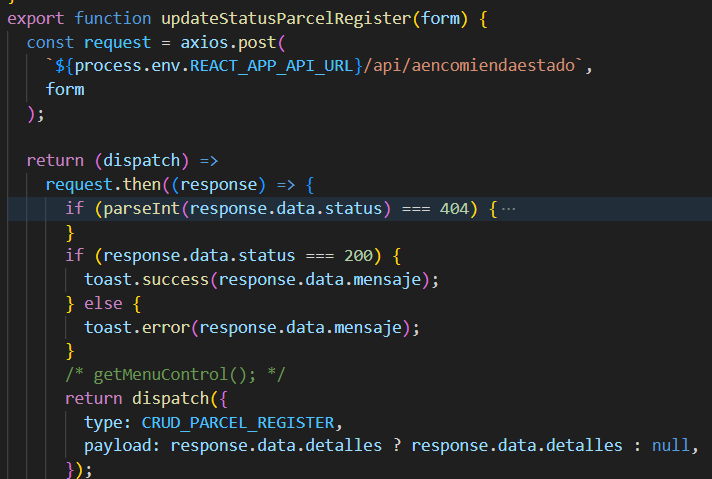 export function updateStatusParcelRegister(form) {
const request = axios.post(
`${process.env.REACT_APP_API_URL}/api/aencomiendaestado`,
form
);
return (dispatch) =>
request.then((response) => {
if (parseInt(response.data.status) === 404) {⋯
}
if (response.data.status === 200) {
toast.success(response.data.mensaje);
} else {
toast.error(response.data.mensaje);
}
/* getMenuControl(); */
return dispatch({
type: CRUD_PARCEL_REGISTER,
payload: response.data.detalles ? response.data.detalles : null,
});